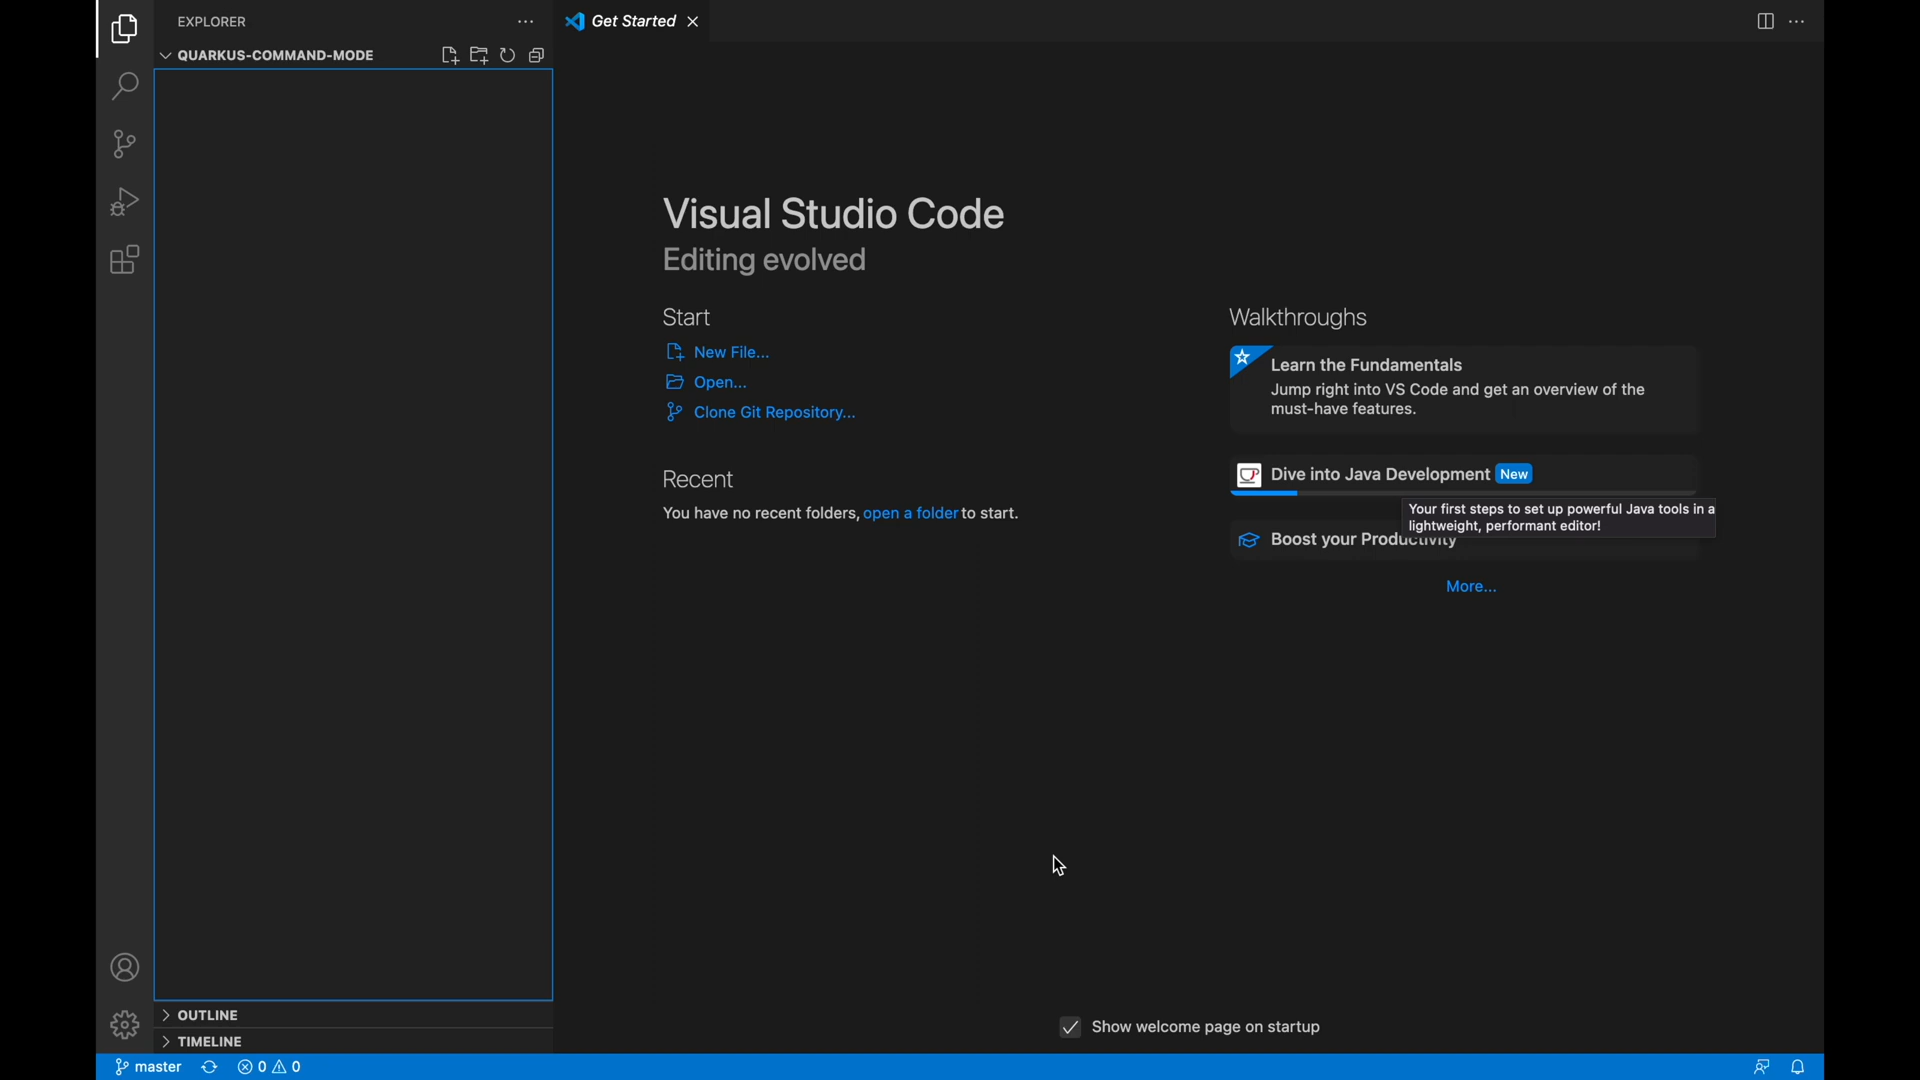 EXPLORER
QUARKUS-COMMAND-MODE
Get Started
Visual Studio Code
Editing evolved
Start
New File...
Open...
Clone Git Repository...
Recent
You have no recent folders, open a folder to start.
Walkthroughs
Learn the Fundamentals
Jump right into VS Code and get an overview of the
must-have features.
Dive into Java Development New
Your first steps to set up powerful Java tools in a
lightweight, performant editor!
Boost your Productivity
More...
Show welcome page on startup
OUTLINE
TIMELINE
master 0 0